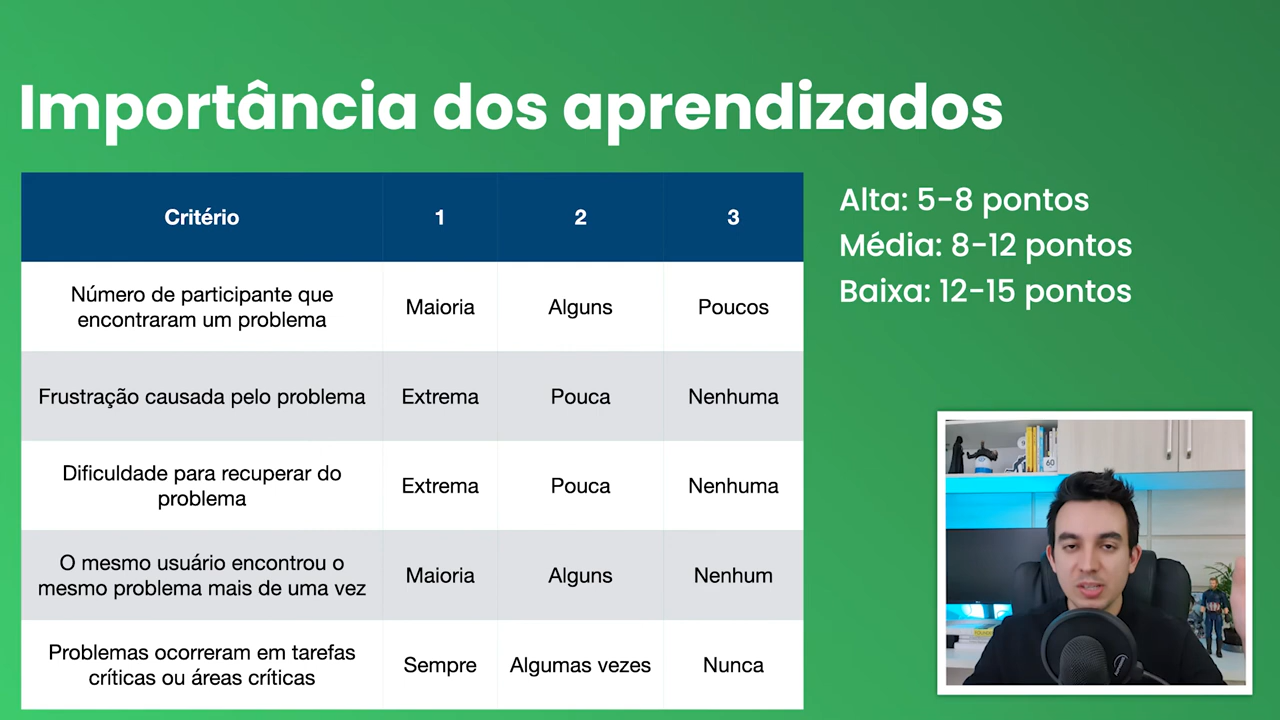 Importância dos aprendizados
Critério 1 2 3
Número de participante que
encontraram um problema
Maioria Alguns Poucos
Frustração causada pelo problema Extrema Pouca Nenhuma
Dificuldade para recuperar do
problema
Extrema Pouca Nenhuma
O mesmo usuário encontrou o
mesmo problema mais de uma vez
Maioria Alguns Nenhum
Problemas ocorreram em tarefas
críticas ou áreas críticas
Sempre Algumas vezes Nunca
Alta: 5-8 pontos
Média: 8-12 pontos
Baixa: 12-15 pontos